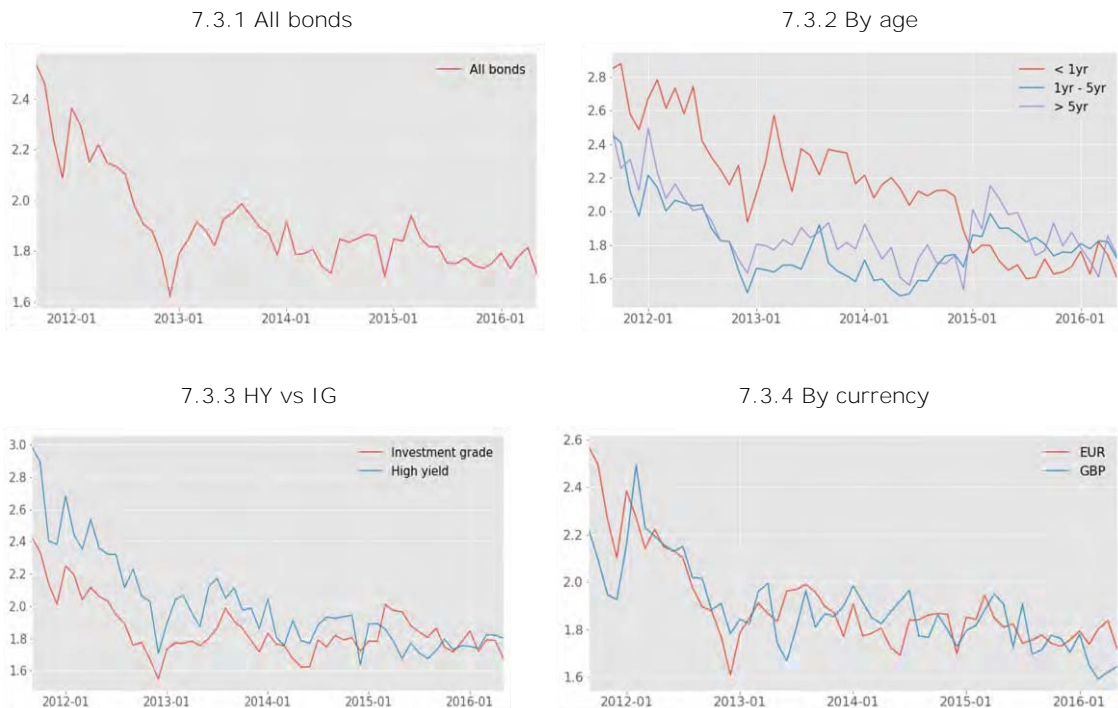 7.3.1 All bonds
All bonds
2.4
2.2
2.0
1.8
1.6
2012-01 2013-01 2014-01 2015-01 2016-01
7.3.2 By age
< 1yr
1yr - 5yr
> 5yr
2.8
2.6
2.4
2.2
2.0
1.8
1.6
2012-01 2013-01 2014-01 2015-01 2016-01
7.3.3 HY vs IG
Investment grade
High yield
3.0
2.8
2.6
2.4
2.2
2.0
1.8
1.6
2012-01 2013-01 2014-01 2015-01 2016-01
7.3.4 By currency
EUR
GBP
2.6
2.4
2.2
2.0
1.8
1.6
2012-01 2013-01 2014-01 2015-01 2016-01